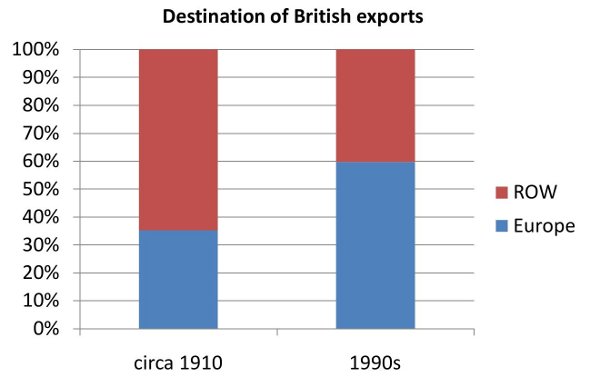 Destination of British exports
100%
90%
80%
70%
60%
50%
40%
30%
20%
10%
0%
circa 1910
1990s
ROW
Europe